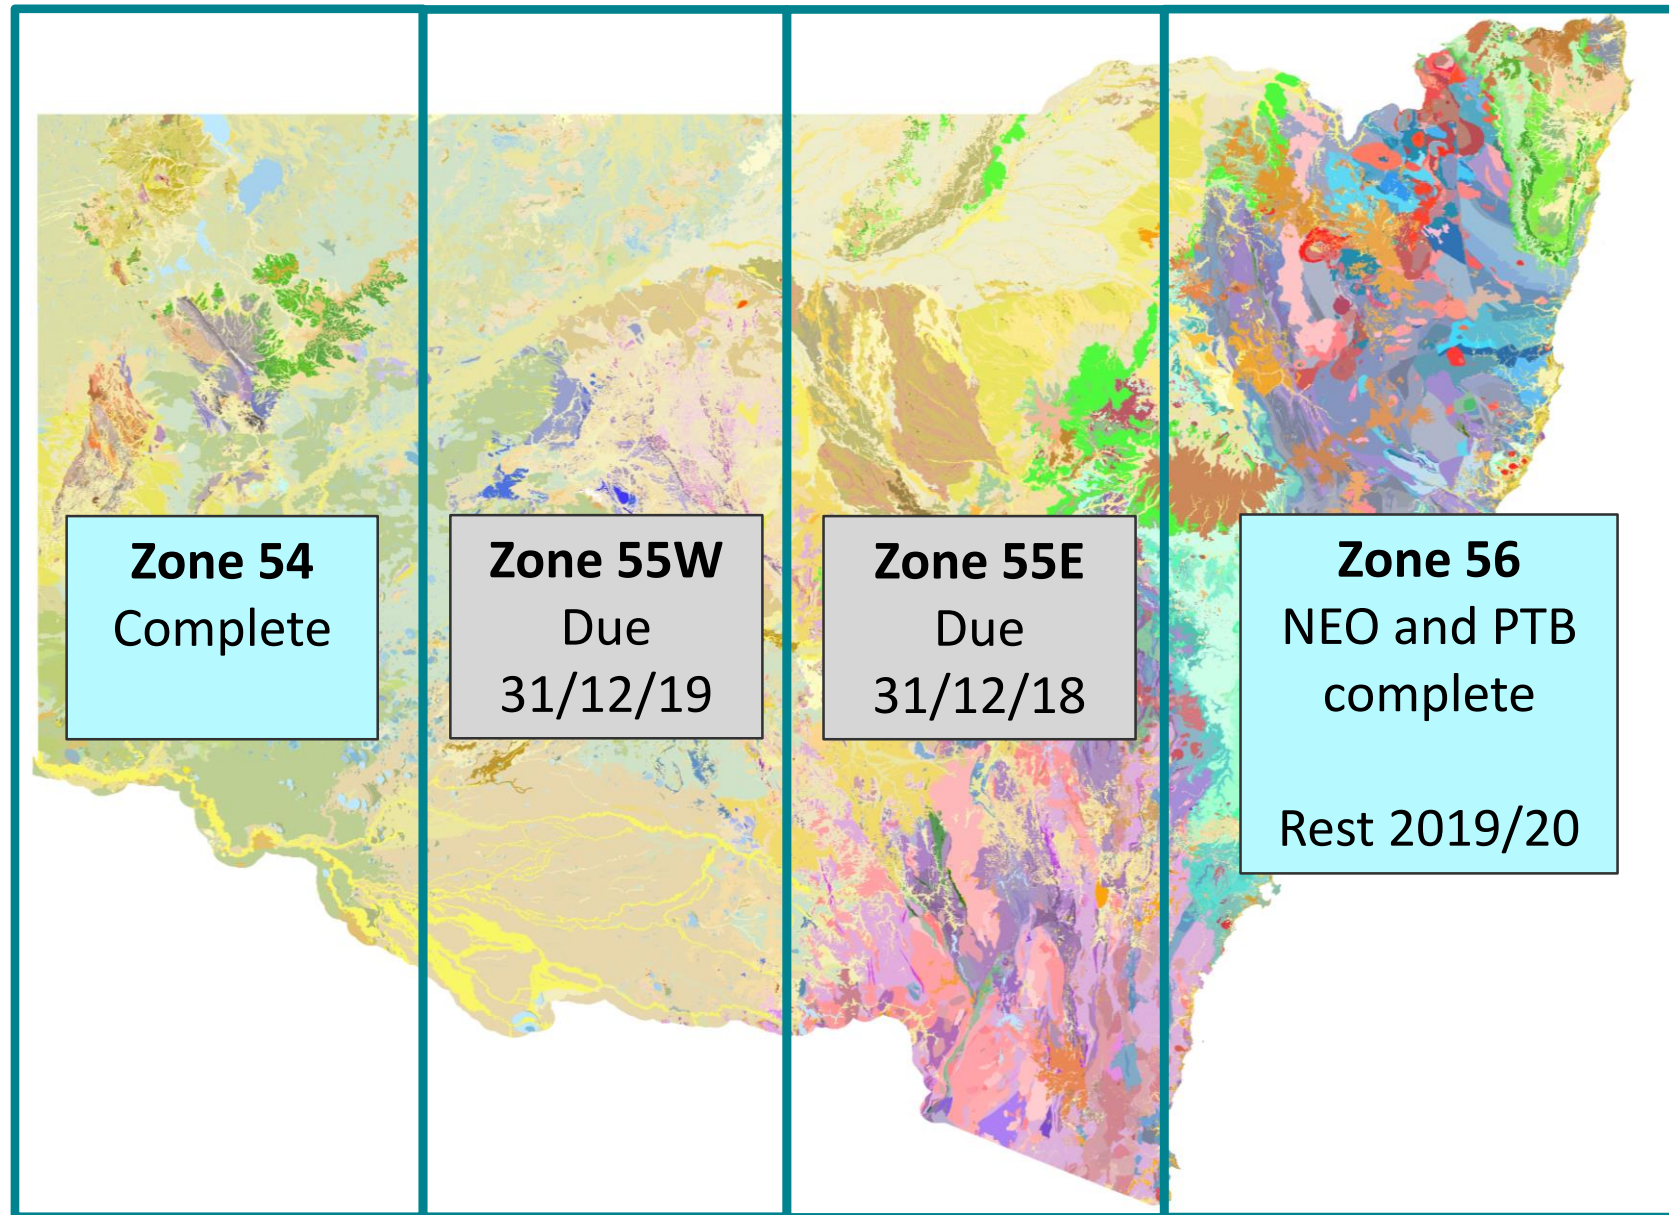 Zone 54
Complete
Zone 55W
Due
31/12/19
Zone 55E
Due
31/12/18
Zone 56
NEO and PTB
complete
Rest 2019/20